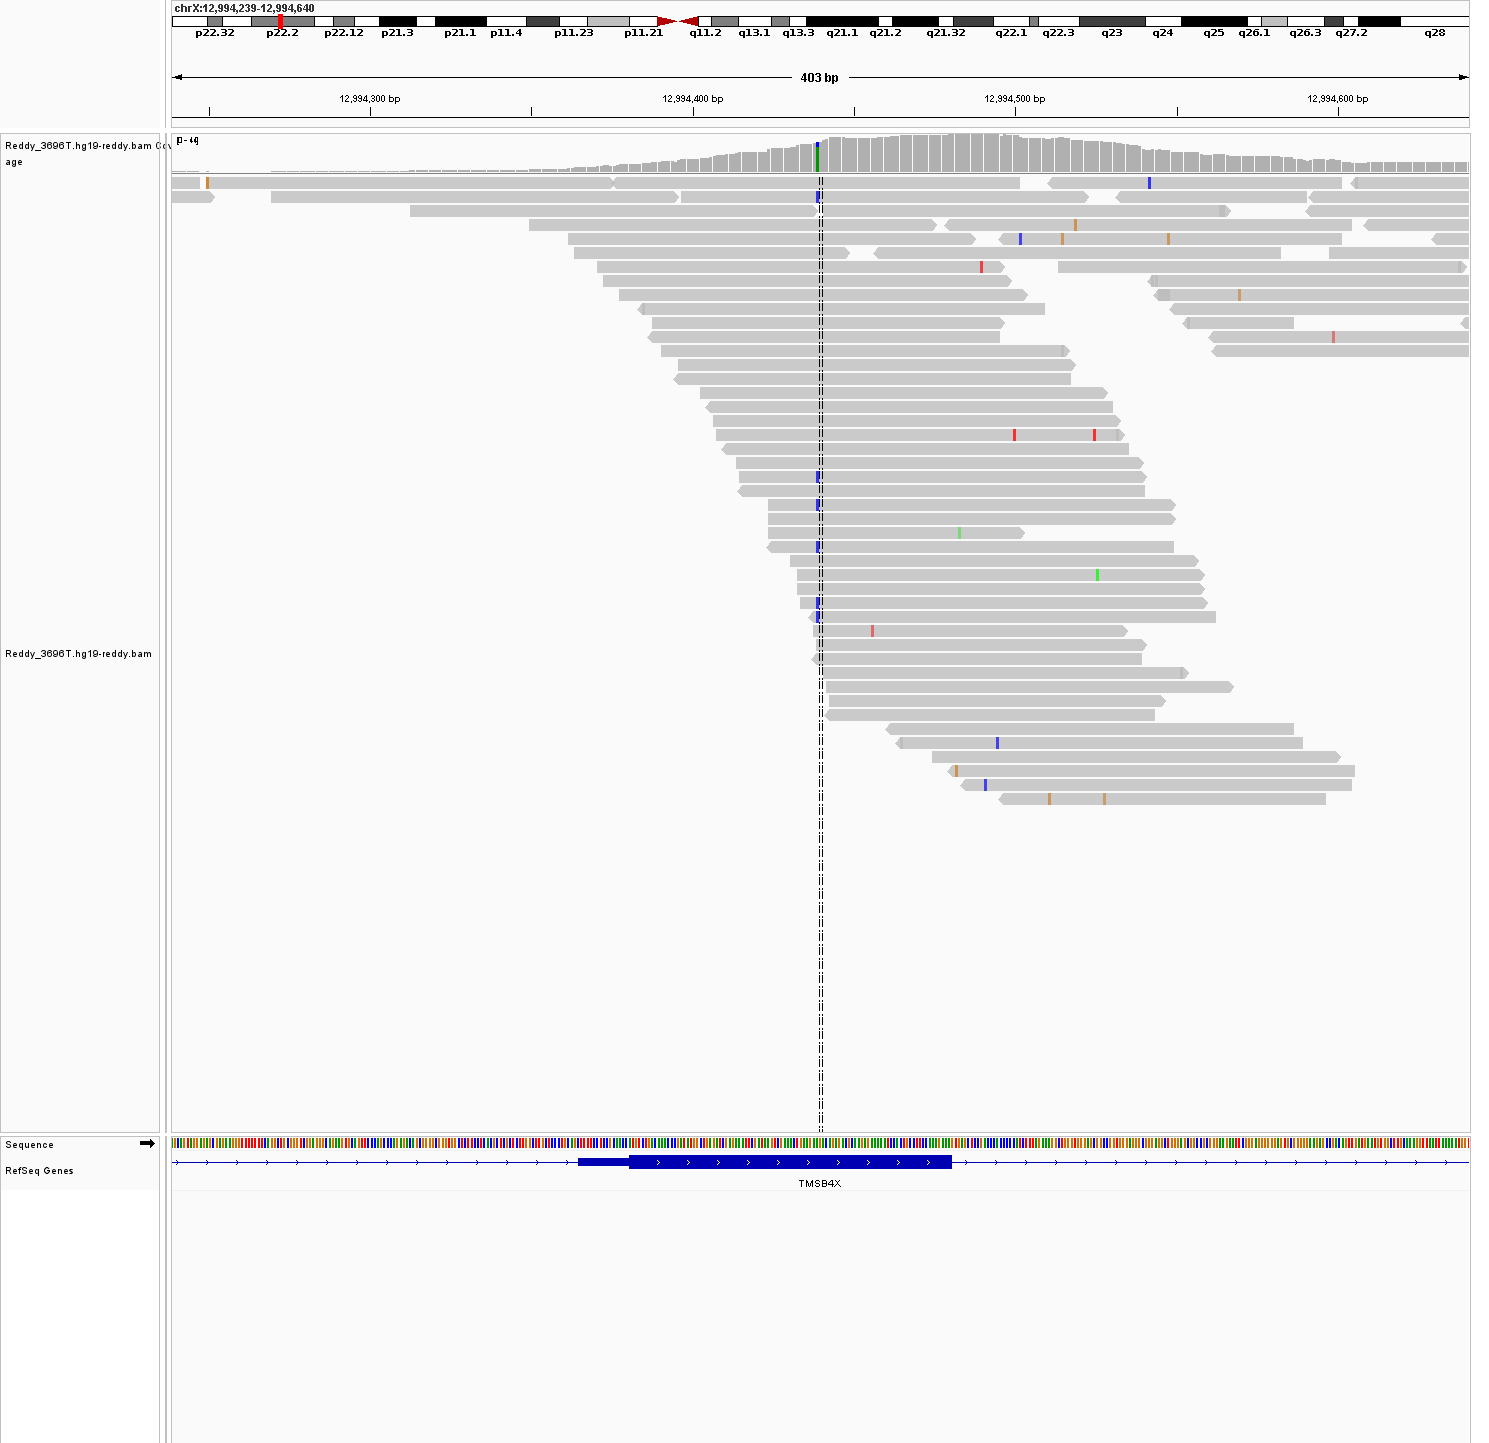 chrX:12,994,239-12,994,640
p22.32 p22.2 p22.12 p21.3 p21.1 p11.4 p11.23 p11.21 q11.2 q13.1 q13.3 q21.1 q21.2 q21.32 q22.1 q22.3 q23 q24 q25 q26.1 q26.3 q27.2 q28
403 bp
12,994,300 bp 12,994,400 bp 12,994,500 bp 12,994,600 bp
Reddy_3696T.hg19-reddy.bam Cov
age
Reddy_3696T.hg19-reddy.bam
Sequence
RefSeq Genes
TMSB4X